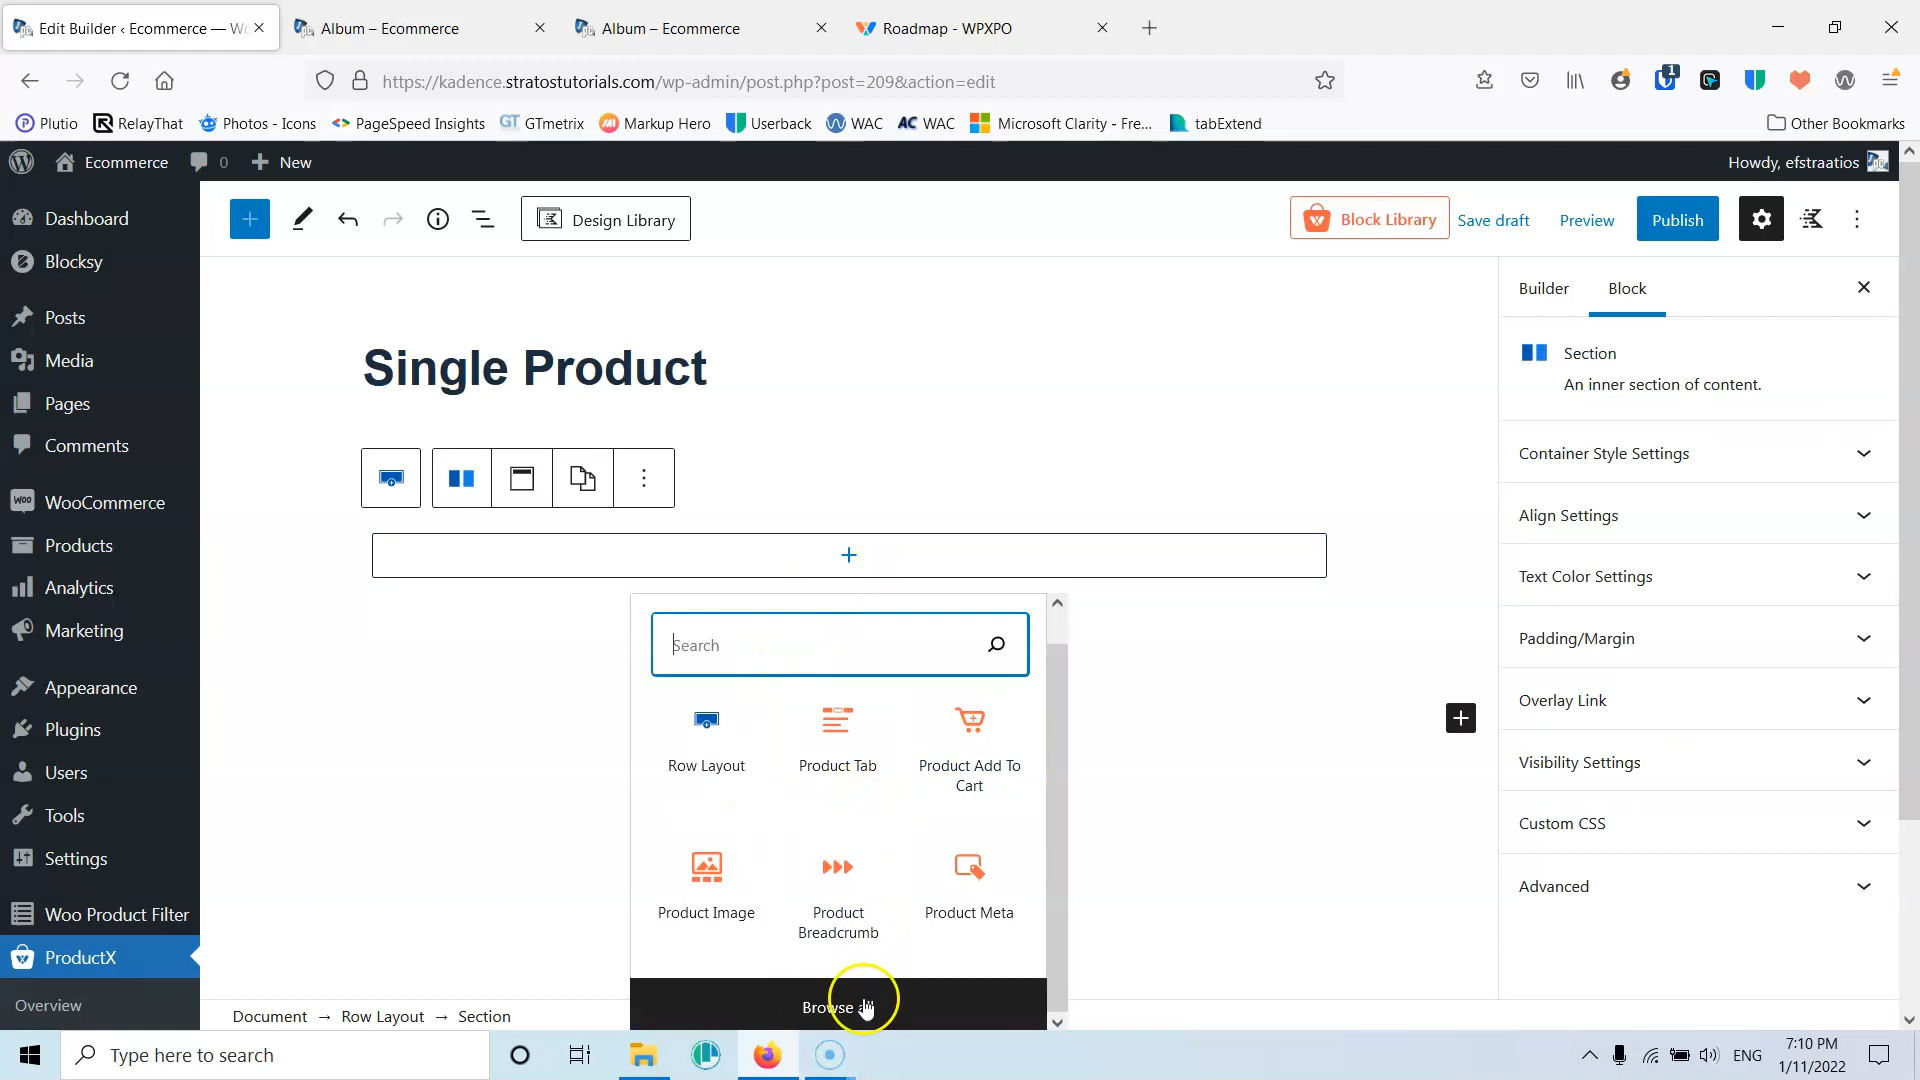 Edit Builder ‹ Ecommerce — Wo
Album – Ecommerce
Album – Ecommerce
Roadmap - WPXPO
https://kadence.stratostutorials.com/wp-admin/post.php?post=209&action=edit
1
Plutio
RelayThat
Photos - Icons
PageSpeed Insights
GTmetrix
Markup Hero
Userback
WAC
WAC
Microsoft Clarity - Fre...
tabExtend
Other Bookmarks
Ecommerce
0
New
Howdy, efstraatios
Dashboard
Blocksy
Posts
Media
Pages
Comments
WooCommerce
Products
Analytics
Marketing
Appearance
Plugins
Users
Tools
Settings
Woo Product Filter
ProductX
Overview
Design Library
Block Library
Save draft
Preview
Publish
Single Product
Search
Row Layout
Product Tab
Product Add To
Cart
Product Image
Product
Breadcrumb
Product Meta
Browse
Document → Row Layout → Section
Builder
Block
Section
An inner section of content.
Container Style Settings
Align Settings
Text Color Settings
Padding/Margin
Overlay Link
Visibility Settings
Custom CSS
Advanced
Type here to search
ENG
7:10 PM
1/11/2022